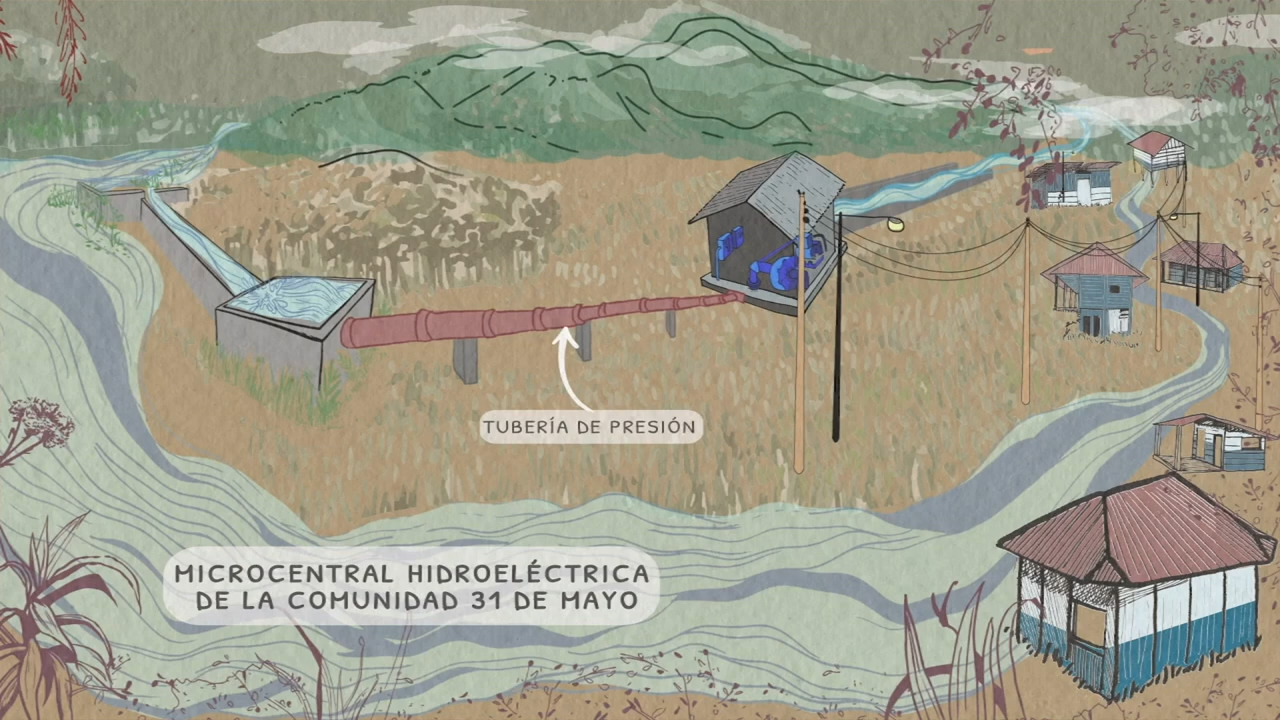 TUBERÍA DE PRESIÓN
MICROCENTRAL HIDROELÉCTRICA
DE LA COMUNIDAD 31 DE MAYO